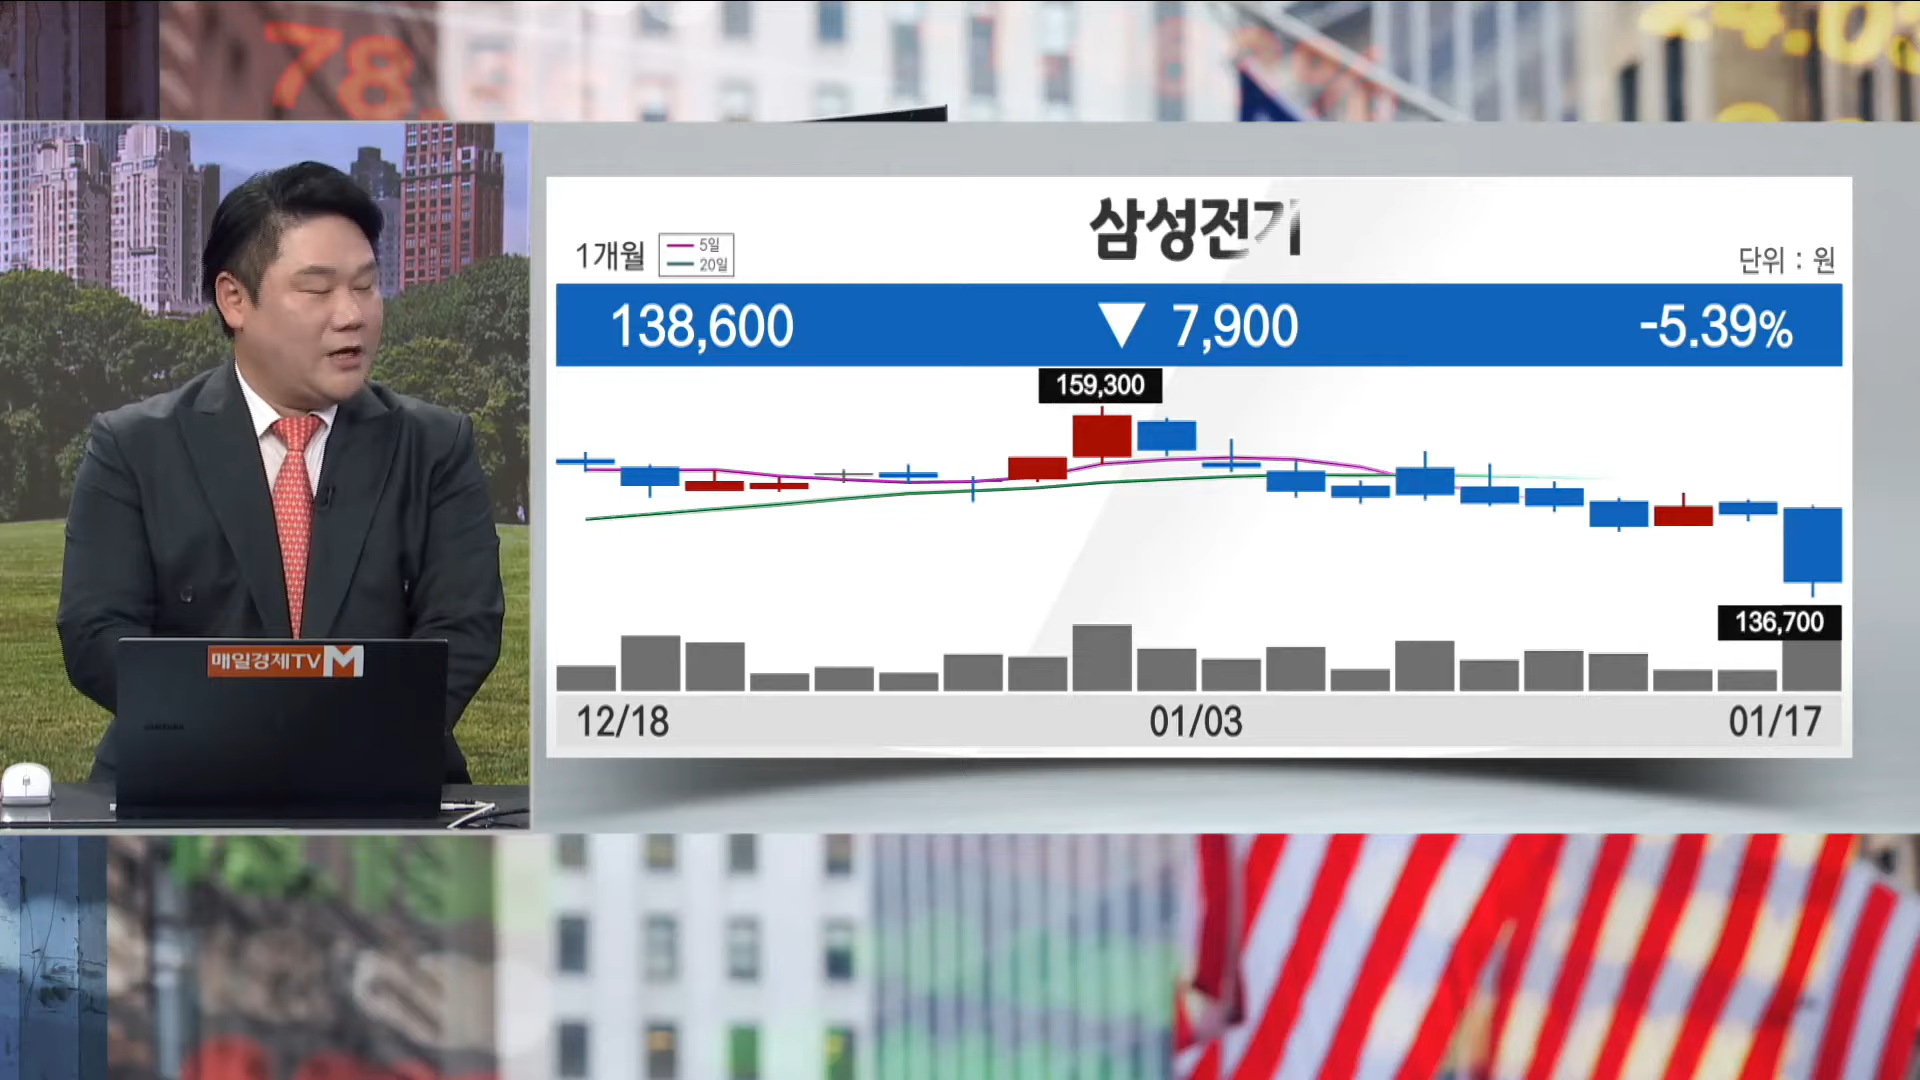 삼성전기
1개월
5일
20일
단위 : 원
138,600 ▼ 7,900 -5.39%
159,300
136,700
12/18 01/03 01/17
매일경제TV M
78.